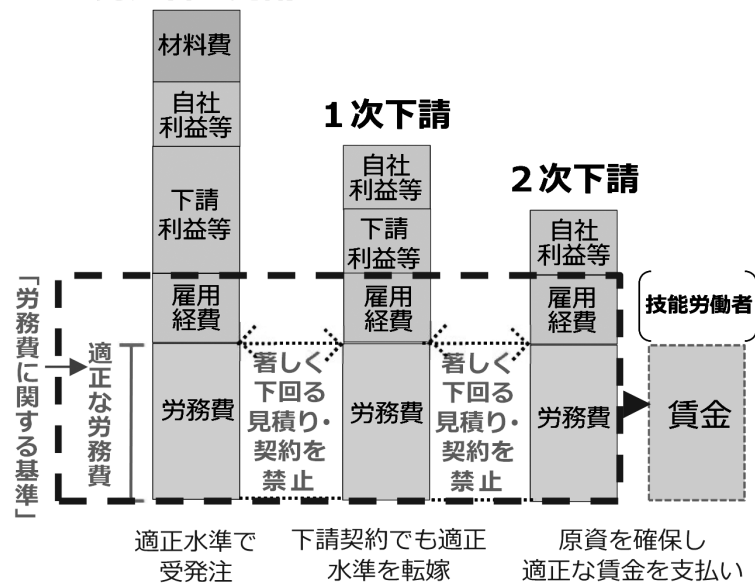 材料費
自社
利益等
下請
利益等
雇用
経費
労務費
1次下請
自社
利益等
下請
利益等
雇用
経費
労務費
2次下請
自社
利益等
雇用
経費
労務費
技能労働者
賃金
「労務費に関する基準」
適正な労務費
著しく
下回る
見積り・
契約を
禁止
著しく
下回る
見積り・
契約を
禁止
適正水準で
受発注
下請契約でも適正
水準を転嫁
原資を確保し
適正な賃金を支払い